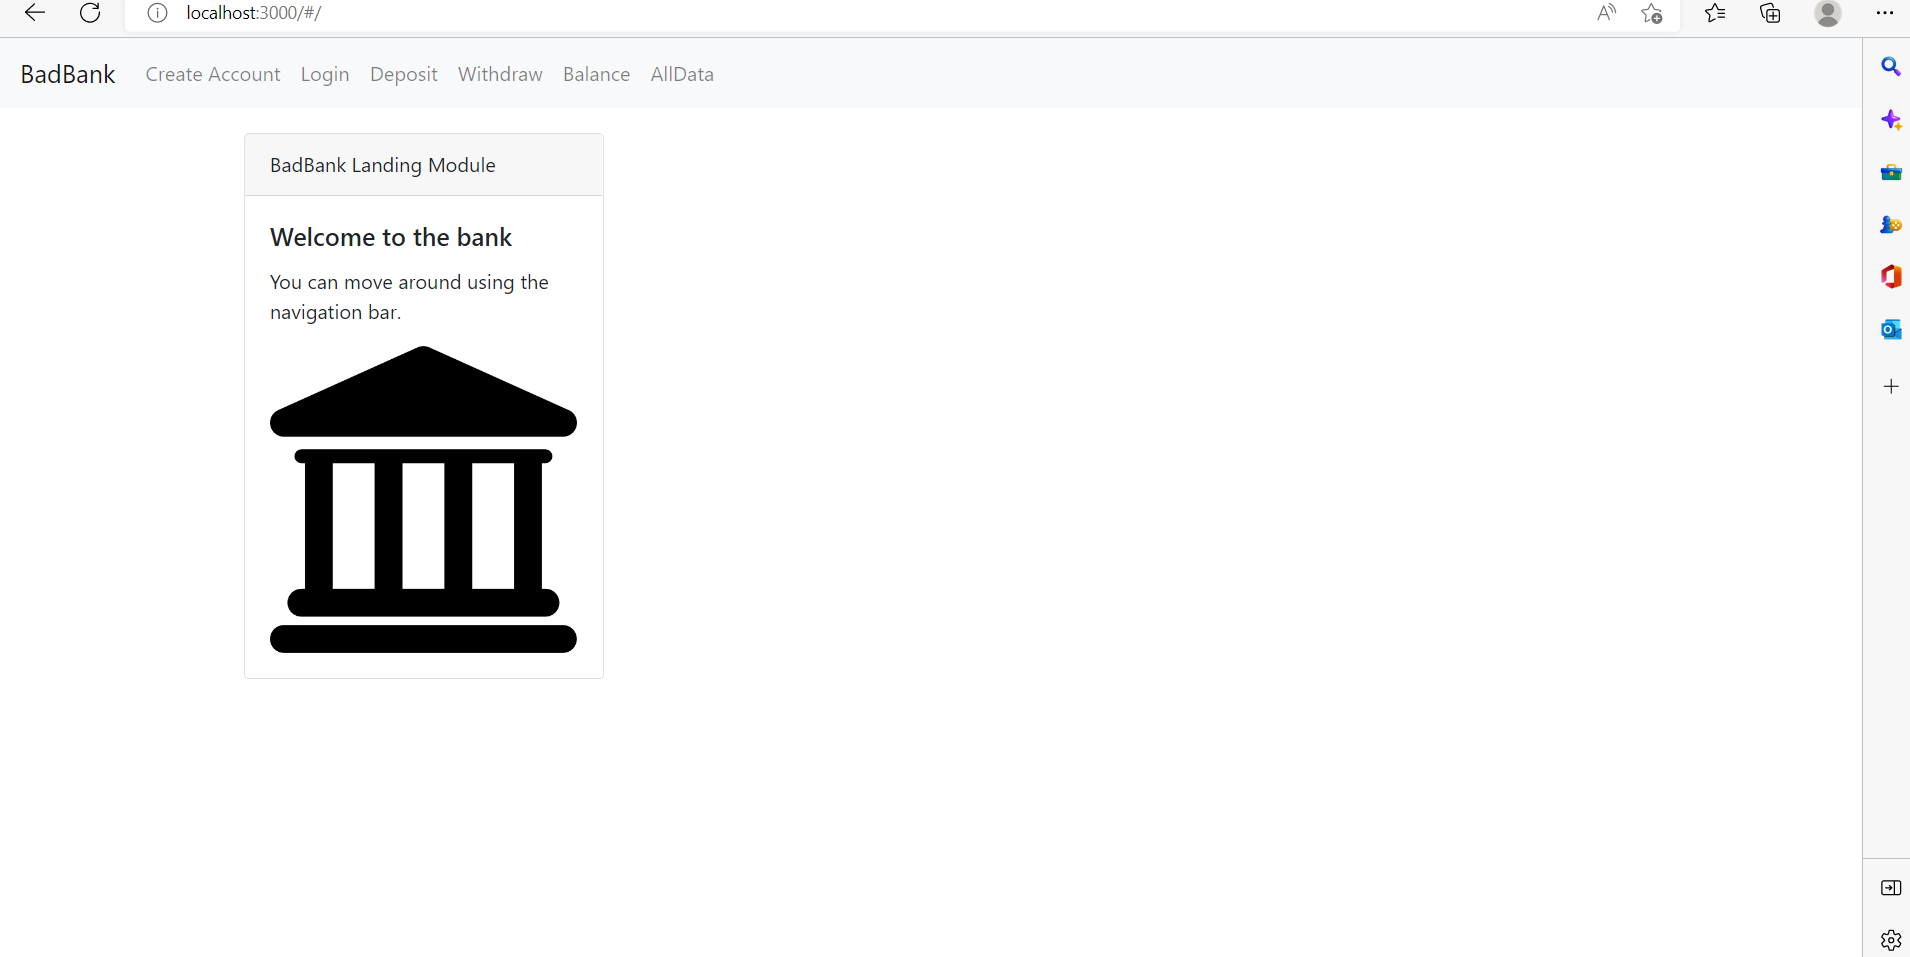 localhost:3000/#/
BadBank Create Account Login Deposit Withdraw Balance AllData
BadBank Landing Module
Welcome to the bank
You can move around using the
navigation bar.